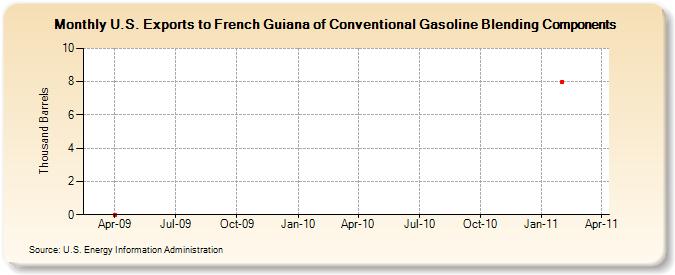 Monthly U.S. Exports to French Guiana of Conventional Gasoline Blending Components
Thousand Barrels
10
8
6
4
2
0
Apr-09 Jul-09 Oct-09 Jan-10 Apr-10 Jul-10 Oct-10 Jan-11 Apr-11
Source: U.S. Energy Information Administration